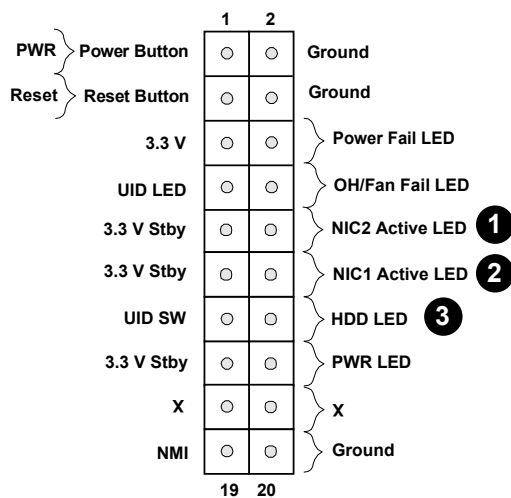 1 2
PWR Power Button Ground
Reset Reset Button Ground
3.3 V Power Fail LED
UID LED OH/Fan Fail LED
3.3 V Stby NIC2 Active LED 1
3.3 V Stby NIC1 Active LED 2
UID SW HDD LED 3
3.3 V Stby PWR LED
X X
NMI Ground
19 20